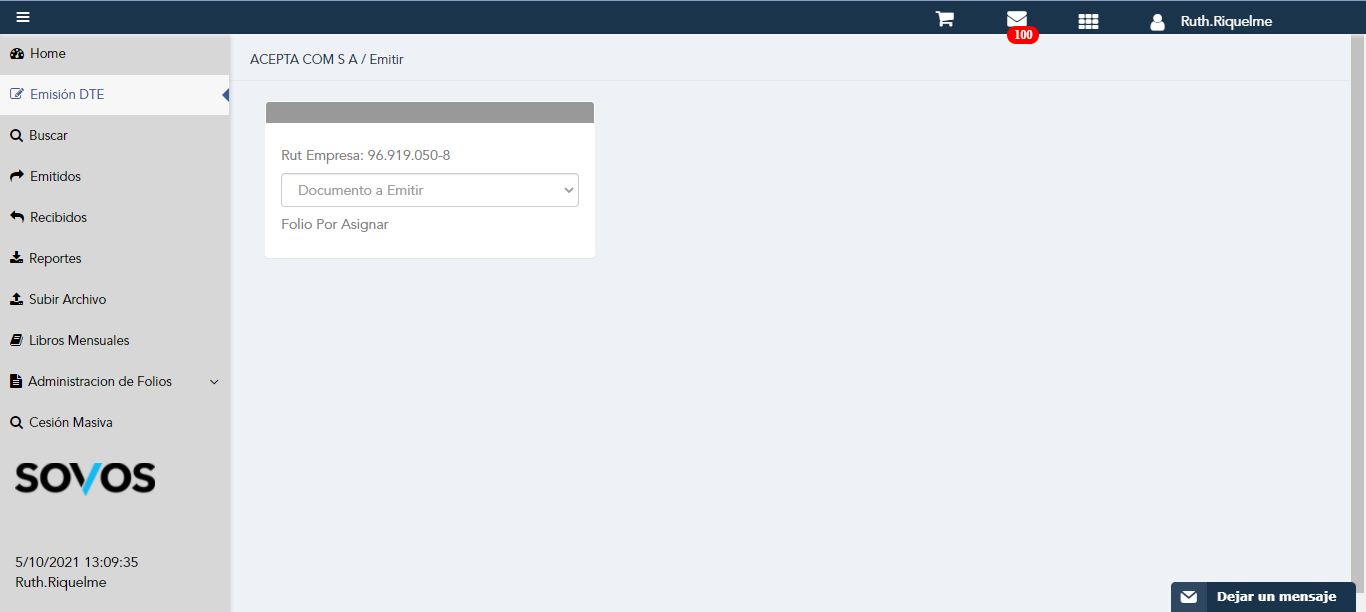 100
Ruth.Riquelme
Home
Emisión DTE
Buscar
Emitidos
Recibidos
Reportes
Subir Archivo
Libros Mensuales
Administracion de Folios
Cesión Masiva
SOVOS
5/10/2021 13:09:35
Ruth.Riquelme
ACEPTA COM S A / Emitir
Rut Empresa: 96.919.050-8
Documento a Emitir
Folio Por Asignar
Dejar un mensaje